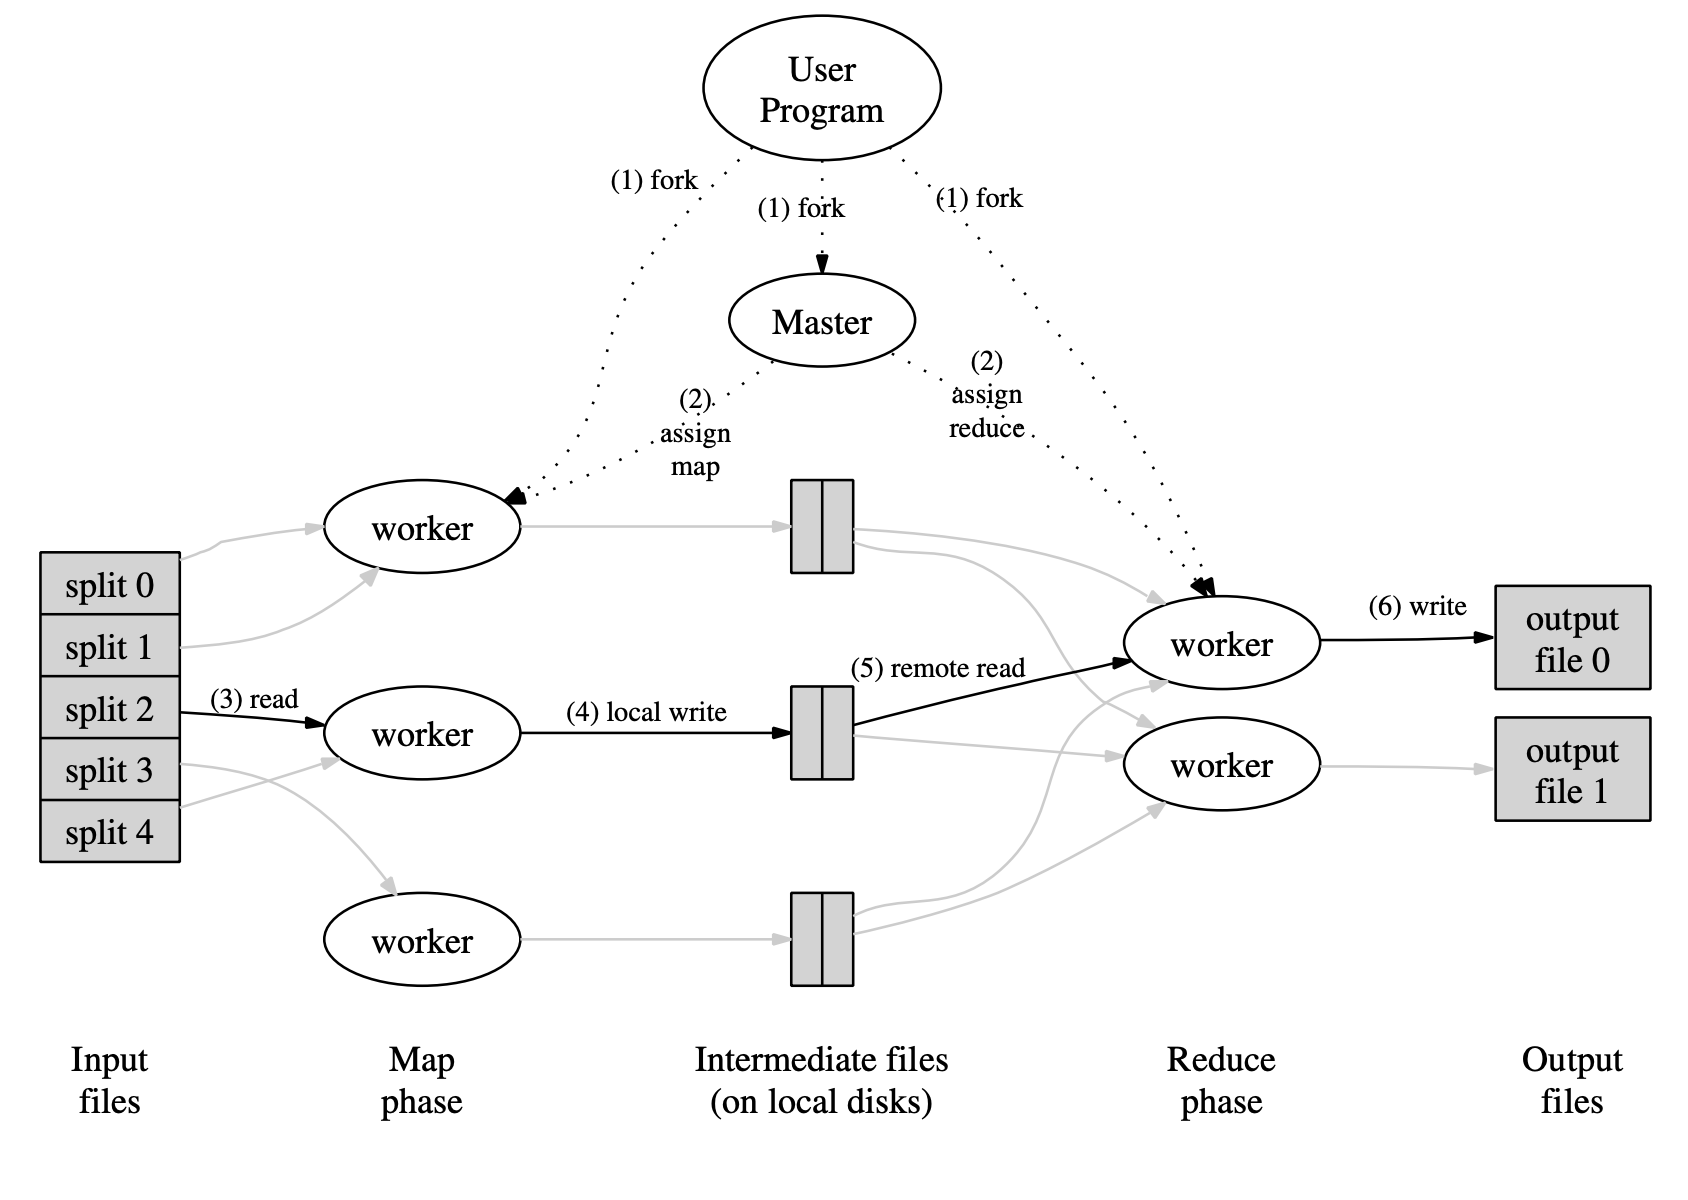 User
Program
(1) fork
(1) fork
(1) fork
Master
(2)
assign
map
(2)
assign
reduce
worker
split 0
split 1
split 2
split 3
split 4
(3) read
worker
(4) local write
worker
(5) remote read
worker
worker
(6) write
output
file 0
output
file 1
Input
files
Map
phase
Intermediate files
(on local disks)
Reduce
phase
Output
files